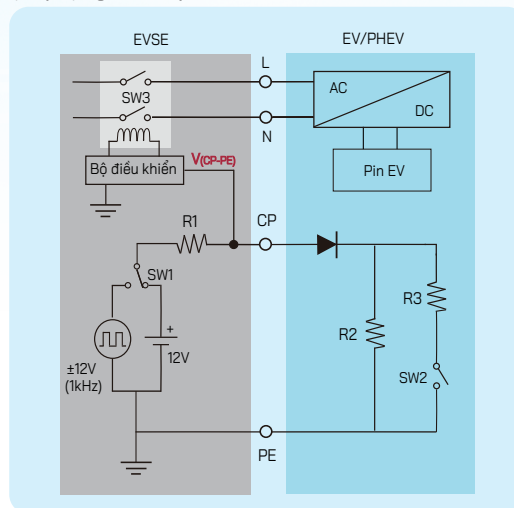 EVSE
EV/PHEV
L
SW3
N
AC
DC
Bộ điều khiển
V(CP-PE)
Pin EV
R1
CP
SW1
R3
R2
+
12V
±12V
(1kHz)
SW2
PE